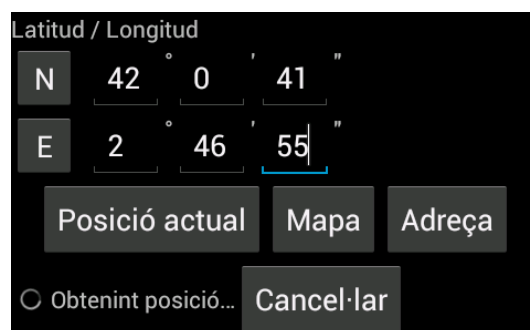 Latitud / Longitud
N 42 ° 0 ' 41 "
E 2 ° 46 ' 55 "
Posició actual Mapa Adreça
Obtenint posició... Cancel·lar